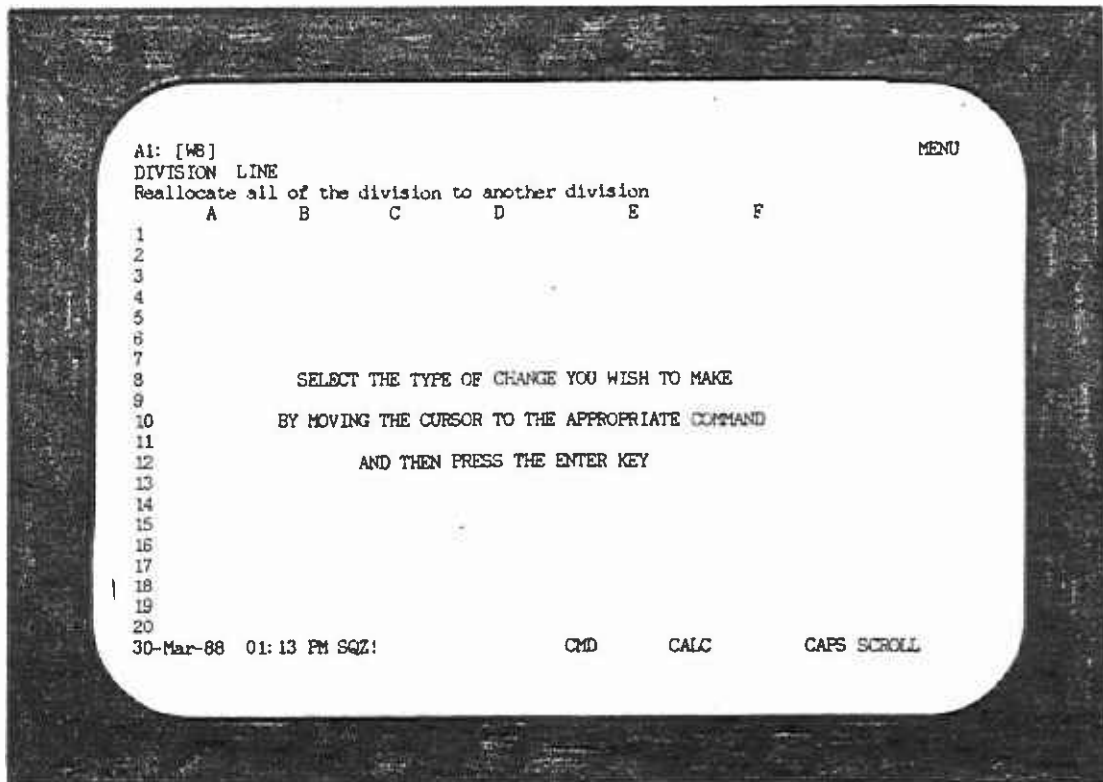 A1: [W8] MENU
DIVISION LINE
Reallocate all of the division to another division
A B C D E F
1
2
3
4
5
6
7
8 SELECT THE TYPE OF CHANGE YOU WISH TO MAKE
9
10 BY MOVING THE CURSOR TO THE APPROPRIATE COMMAND
11
12 AND THEN PRESS THE ENTER KEY
13
14
15
16
17
18
19
20
30-Mar-88 01:13 PM SQZ! CMD CALC CAPS SCROLL